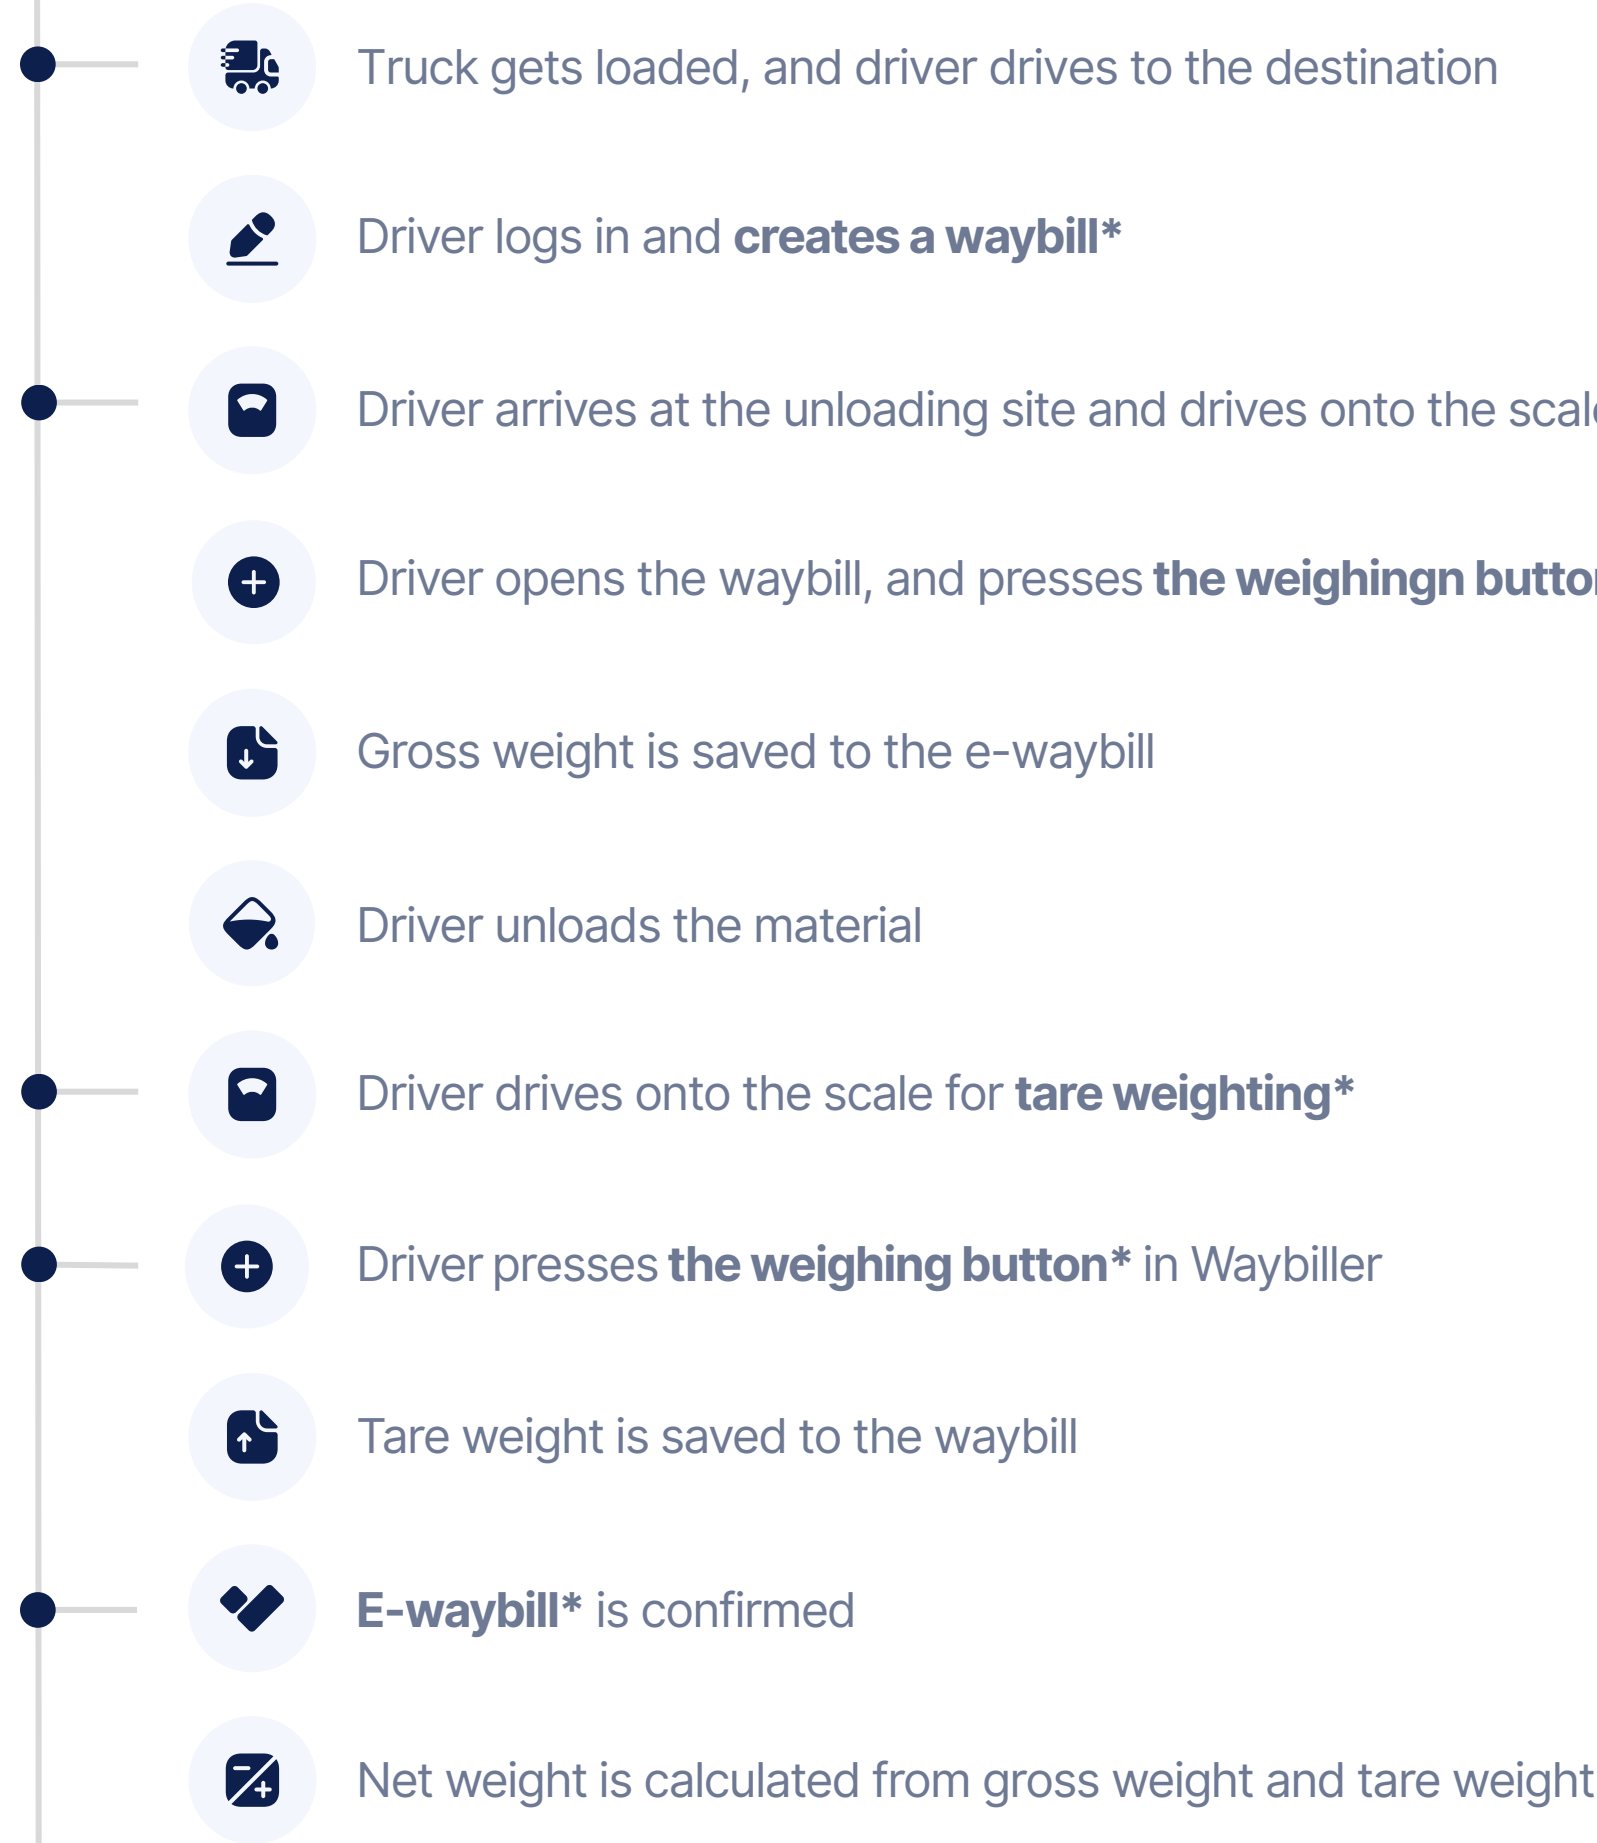 Truck gets loaded, and driver drives to the destination
Driver logs in and creates a waybill*
Driver arrives at the unloading site and drives onto the
Driver opens the waybill, and presses the weighingn
Gross weight is saved to the e-waybill
Driver unloads the material
Driver drives onto the scale for tare weighting*
Driver presses the weighing button* in Waybiller
Tare weight is saved to the waybill
E-waybill* is confirmed
Net weight is calculated from gross weight and tare weight